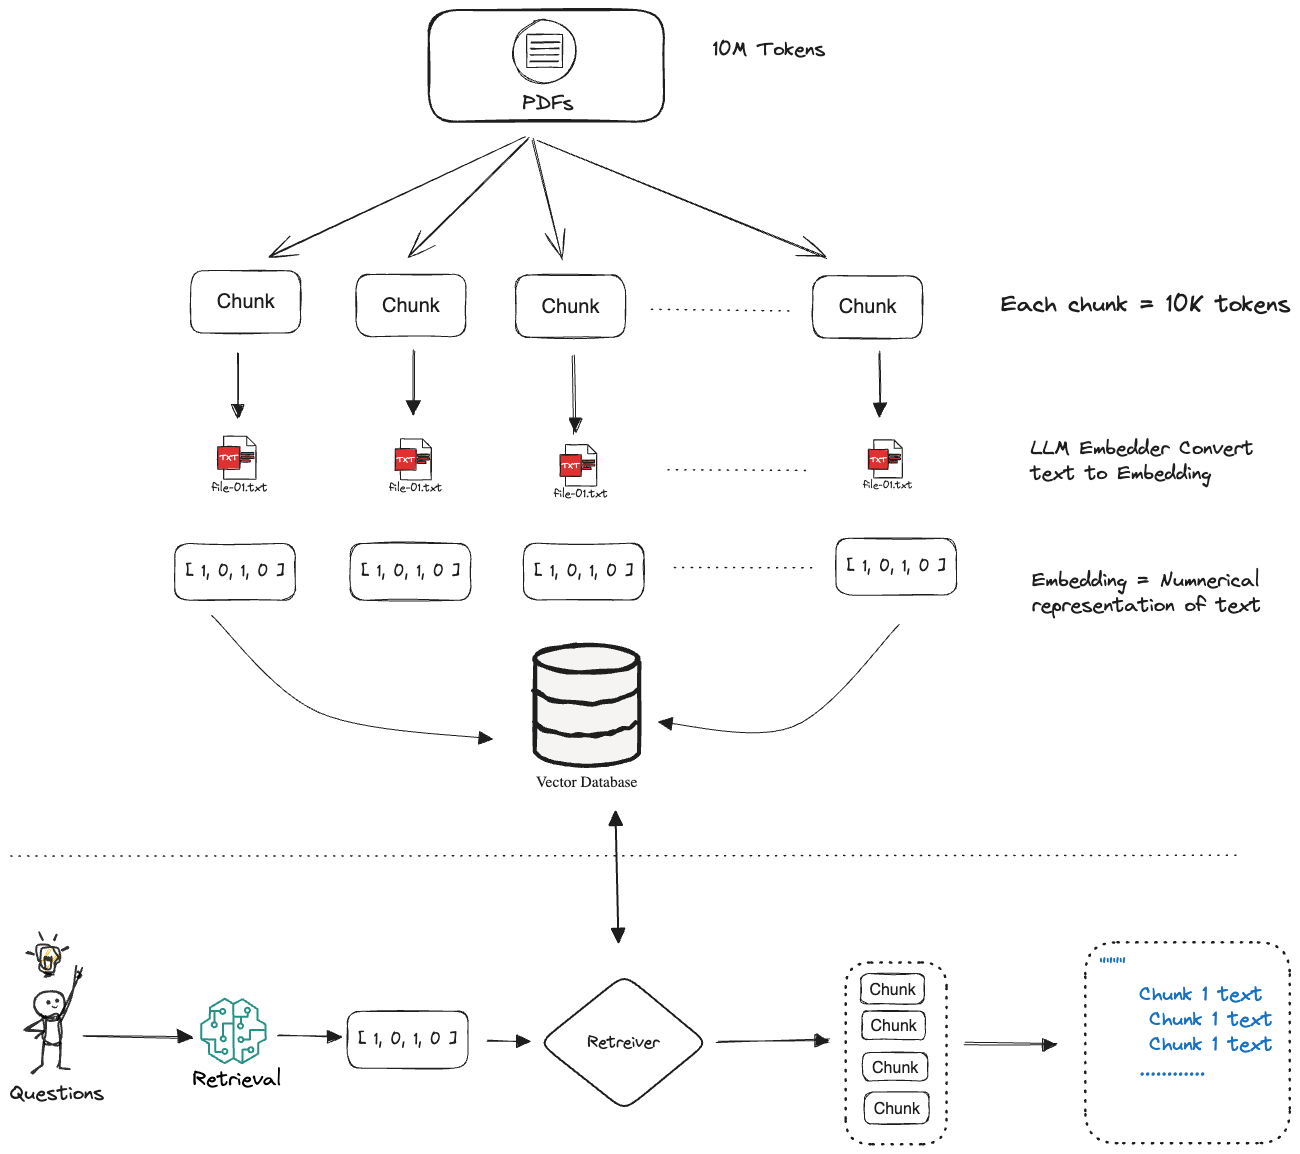 PDFs
10M Tokens
Chunk
Chunk
Chunk
Chunk
Each chunk = 10K tokens
TXT
file-01.txt
TXT
file-01.txt
TXT
file-01.txt
TXT
file-01.txt
LLM Embedder Convert
text to Embedding
[ 1, 0, 1, 0 ]
[ 1, 0, 1, 0 ]
[ 1, 0, 1, 0 ]
[ 1, 0, 1, 0 ]
Embedding = Numnerical
representation of text
Vector Database
Questions
Retrieval
[ 1, 0, 1, 0 ]
Retreiver
Chunk
Chunk
Chunk
Chunk
"""""
Chunk 1 text
Chunk 1 text
Chunk 1 text
............